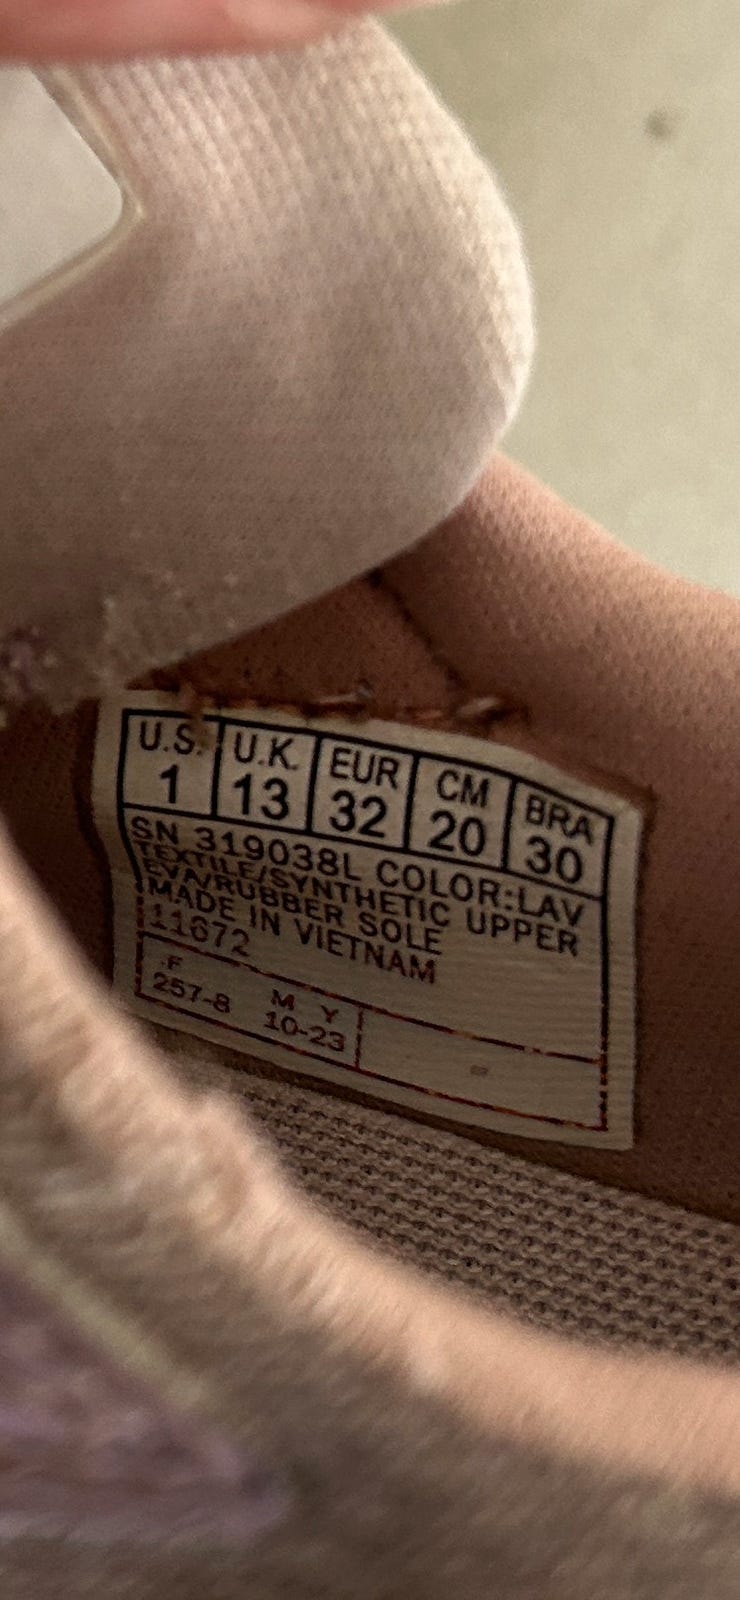 U.S. U.K. EUR CM BRA
1 13 32 20 30
SN 319038L COLOR:LAV
TEXTILE/SYNTHETIC UPPER
EVA/RUBBER SOLE
MADE IN VIETNAM
11672
F M Y
257-8 10-23